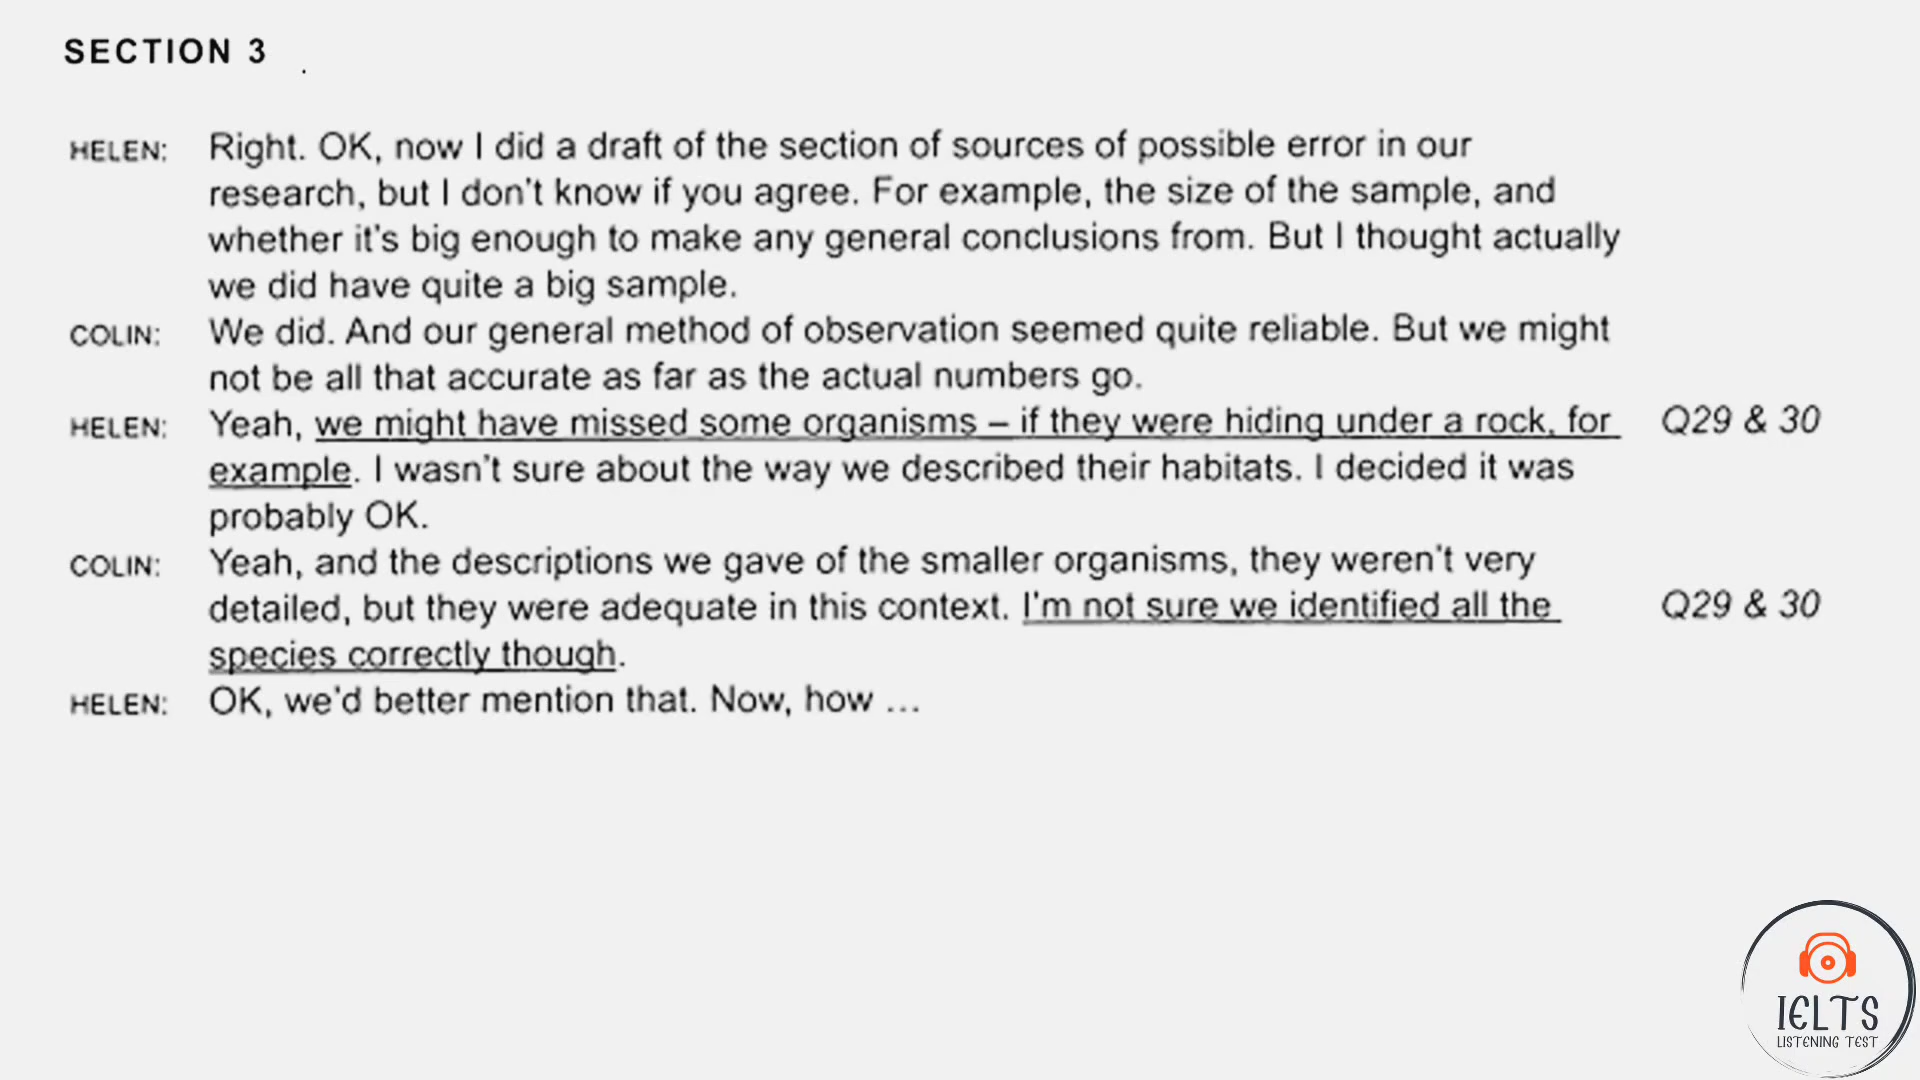 SECTION 3
HELEN: Right. OK, now I did a draft of the section of sources of possible error in our
research, but I don't know if you agree. For example, the size of the sample, and
whether it's big enough to make any general conclusions from. But I thought actually
we did have quite a big sample.
COLIN: We did. And our general method of observation seemed quite reliable. But we might
not be all that accurate as far as the actual numbers go.
HELEN: Yeah, we might have missed some organisms – if they were hiding under a rock, for Q29 & 30
example. I wasn't sure about the way we described their habitats. I decided it was
probably OK.
COLIN: Yeah, and the descriptions we gave of the smaller organisms, they weren't very
detailed, but they were adequate in this context. I'm not sure we identified all the Q29 & 30
species correctly though.
HELEN: OK, we'd better mention that. Now, how ...
IELTS
LISTENING TEST